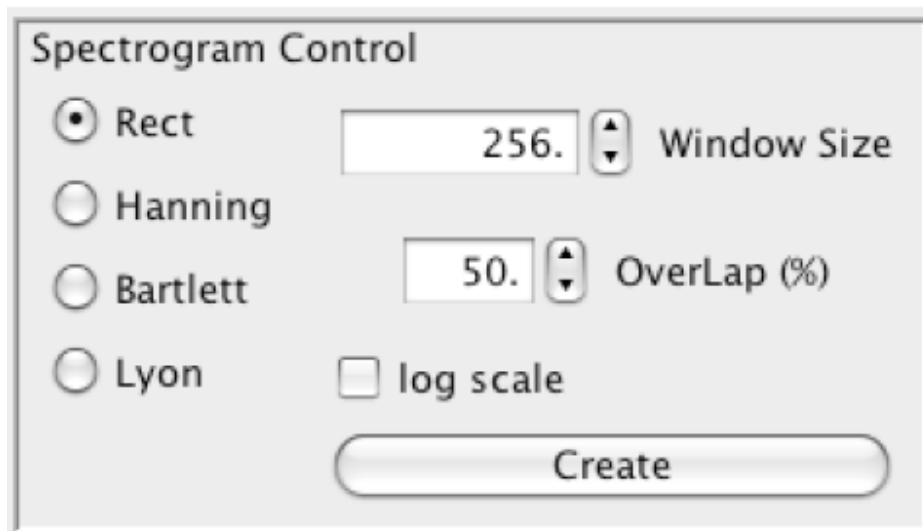 Spectrogram Control
Rect
256. Window Size
Hanning
50. OverLap (%)
Bartlett
Lyon
log scale
Create